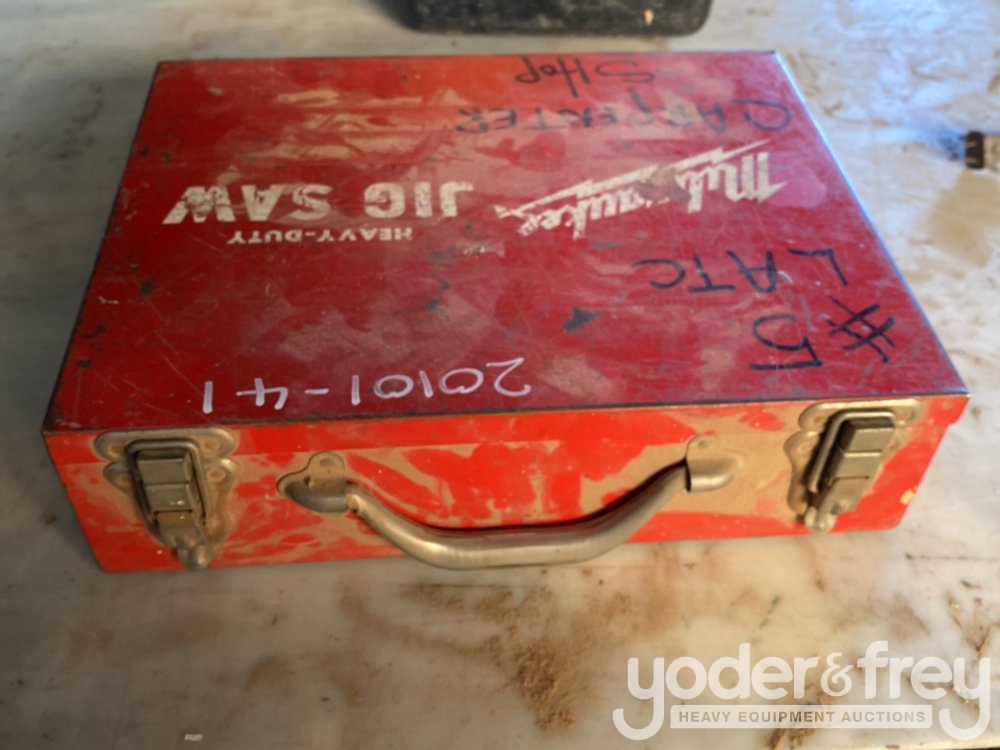 # 5
LATC
Milwaukee
HEAVY-DUTY
JIG SAW
CARPENTER
SHOP
20101-41
yoder&frey
HEAVY EQUIPMENT AUCTIONS